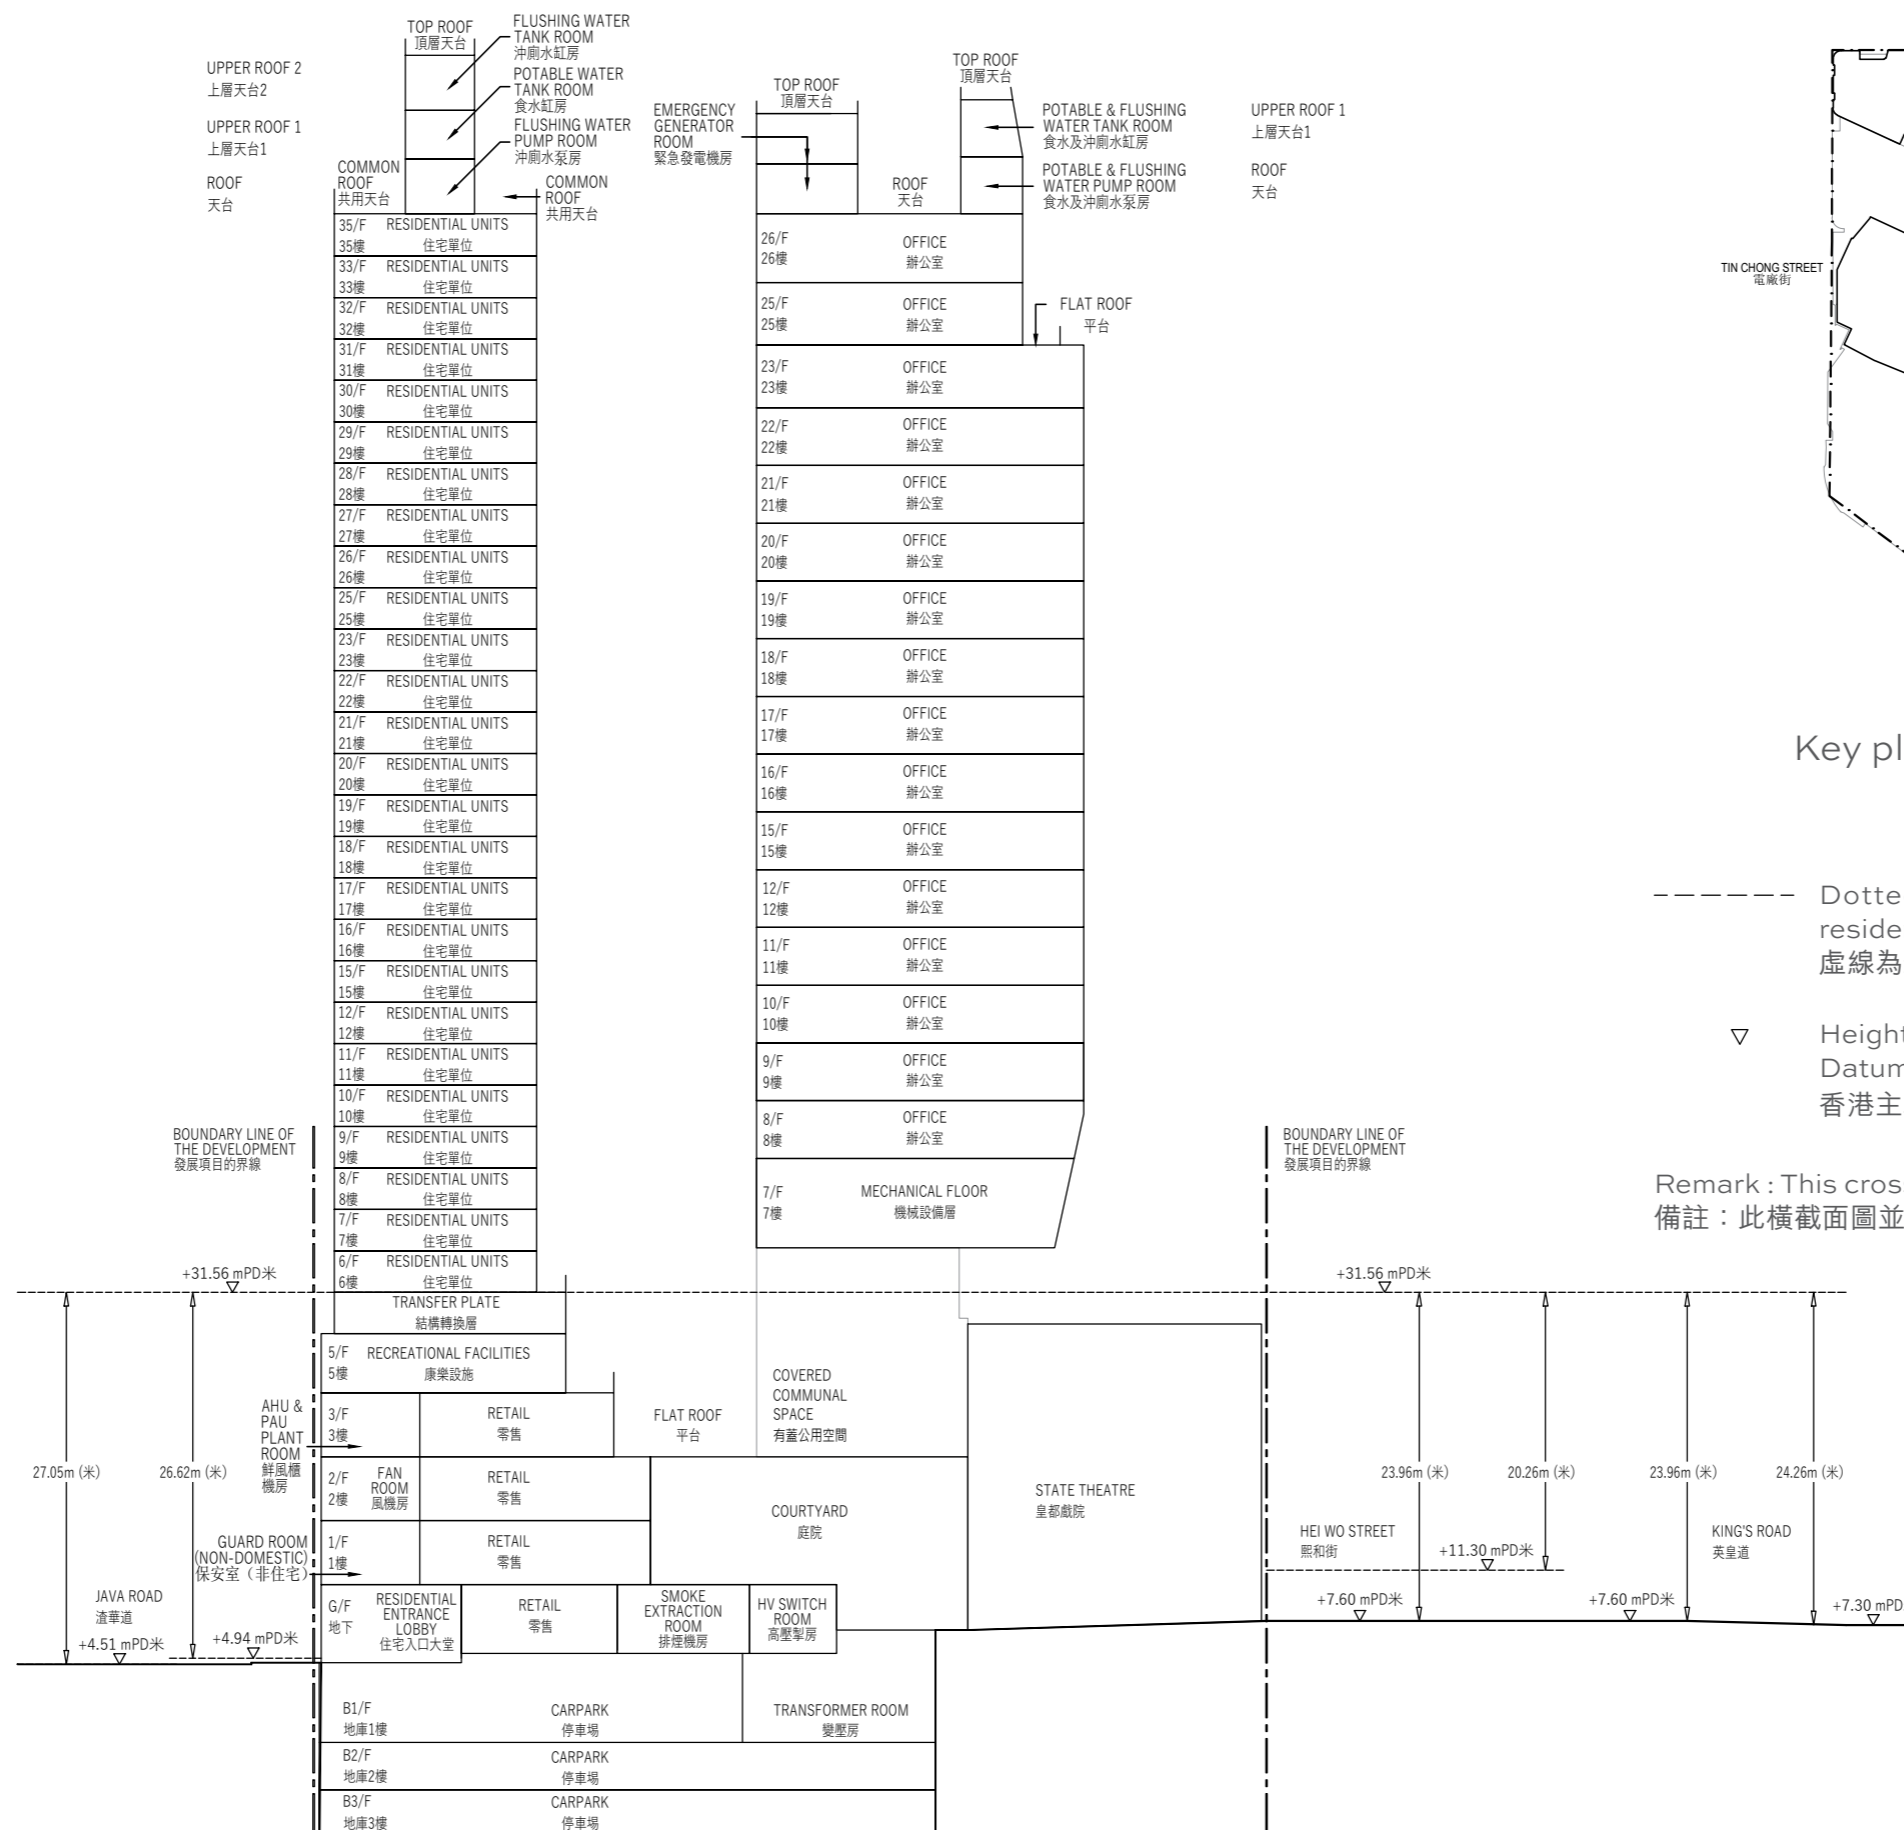 TOP ROOF
頂層天台
FLUSHING WATER
TANK ROOM
沖廁水缸房
UPPER ROOF 2
上層天台2
POTABLE WATER
TANK ROOM
食水缸房
UPPER ROOF 1
上層天台1
FLUSHING WATER
PUMP ROOM
沖廁水泵房
ROOF
天台
COMMON
ROOF
共用天台
COMMON
ROOF
共用天台
35/F RESIDENTIAL UNITS
35樓 住宅單位
33/F RESIDENTIAL UNITS
33樓 住宅單位
32/F RESIDENTIAL UNITS
32樓 住宅單位
31/F RESIDENTIAL UNITS
31樓 住宅單位
30/F RESIDENTIAL UNITS
30樓 住宅單位
29/F RESIDENTIAL UNITS
29樓 住宅單位
28/F RESIDENTIAL UNITS
28樓 住宅單位
27/F RESIDENTIAL UNITS
27樓 住宅單位
26/F RESIDENTIAL UNITS
26樓 住宅單位
25/F RESIDENTIAL UNITS
25樓 住宅單位
23/F RESIDENTIAL UNITS
23樓 住宅單位
22/F RESIDENTIAL UNITS
22樓 住宅單位
21/F RESIDENTIAL UNITS
21樓 住宅單位
20/F RESIDENTIAL UNITS
20樓 住宅單位
19/F RESIDENTIAL UNITS
19樓 住宅單位
18/F RESIDENTIAL UNITS
18樓 住宅單位
17/F RESIDENTIAL UNITS
17樓 住宅單位
16/F RESIDENTIAL UNITS
16樓 住宅單位
15/F RESIDENTIAL UNITS
15樓 住宅單位
12/F RESIDENTIAL UNITS
12樓 住宅單位
11/F RESIDENTIAL UNITS
11樓 住宅單位
10/F RESIDENTIAL UNITS
10樓 住宅單位
9/F RESIDENTIAL UNITS
9樓 住宅單位
8/F RESIDENTIAL UNITS
8樓 住宅單位
7/F RESIDENTIAL UNITS
7樓 住宅單位
6/F RESIDENTIAL UNITS
6樓 住宅單位
TRANSFER PLATE
結構轉換層
5/F RECREATIONAL FACILITIES
5樓 康樂設施
3/F RETAIL
3樓 零售
2/F FAN ROOM RETAIL
2樓 風機房 零售
1/F RETAIL
1樓 零售
G/F RESIDENTIAL ENTRANCE LOBBY RETAIL
地下 住宅入口大堂 零售
SMOKE
EXTRACTION
ROOM
排煙機房
HV SWITCH
ROOM
高壓掣房
B1/F CARPARK
地庫1樓 停車場
TRANSFORMER ROOM
變壓房
B2/F CARPARK
地庫2樓 停車場
B3/F CARPARK
地庫3樓 停車場
BOUNDARY LINE OF
THE DEVELOPMENT
發展項目的界線
+31.56 mPD米
AHU &
PAU
PLANT
ROOM
鮮風櫃
機房
27.05m (米)
26.62m (米)
GUARD ROOM
(NON-DOMESTIC)
保安室（非住宅）
JAVA ROAD
渣華道
+4.51 mPD米
+4.94 mPD米
EMERGENCY
GENERATOR
ROOM
緊急發電機房
TOP ROOF
頂層天台
ROOF
天台
TOP ROOF
頂層天台
POTABLE & FLUSHING
WATER TANK ROOM
食水及沖廁水缸房
POTABLE & FLUSHING
WATER PUMP ROOM
食水及沖廁水泵房
UPPER ROOF 1
上層天台1
ROOF
天台
26/F OFFICE
26樓 辦公室
25/F OFFICE
25樓 辦公室
FLAT ROOF
平台
23/F OFFICE
23樓 辦公室
22/F OFFICE
22樓 辦公室
21/F OFFICE
21樓 辦公室
20/F OFFICE
20樓 辦公室
19/F OFFICE
19樓 辦公室
18/F OFFICE
18樓 辦公室
17/F OFFICE
17樓 辦公室
16/F OFFICE
16樓 辦公室
15/F OFFICE
15樓 辦公室
12/F OFFICE
12樓 辦公室
11/F OFFICE
11樓 辦公室
10/F OFFICE
10樓 辦公室
9/F OFFICE
9樓 辦公室
8/F OFFICE
8樓 辦公室
7/F MECHANICAL FLOOR
7樓 機械設備層
FLAT ROOF
平台
COVERED
COMMUNAL
SPACE
有蓋公用空間
COURTYARD
庭院
STATE THEATRE
皇都戲院
BOUNDARY LINE OF
THE DEVELOPMENT
發展項目的界線
+31.56 mPD米
23.96m (米)
20.26m (米)
23.96m (米)
24.26m (米)
HEI WO STREET
熙和街
+11.30 mPD米
KING'S ROAD
英皇道
+7.60 mPD米
+7.60 mPD米
+7.30 mPD
TIN CHONG STREET
電廠街
Key pl
Dotte
reside
虛線為
Height
Datum
香港主
Remark : This cros
備註：此橫截面圖並